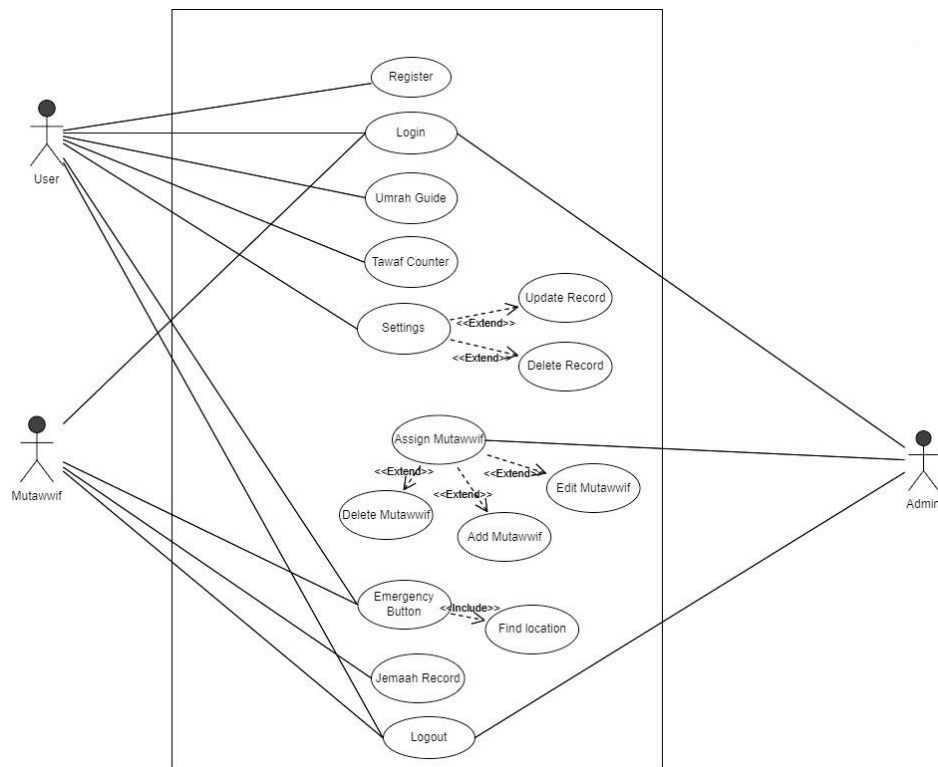 Register
Login
User
Umrah Guide
Tawaf Counter
Update Record
<<Extend>>
Settings
<<Extend>>
Delete Record
Assign Mutawwif
<<Extend>>
<<Extend>>
Edit Mutawwif
<<Extend>>
Mutawwif
Admin
Delete Mutawwif
Add Mutawwif
Emergency
Button
<<Include>>
Find location
Jemaah Record
Logout